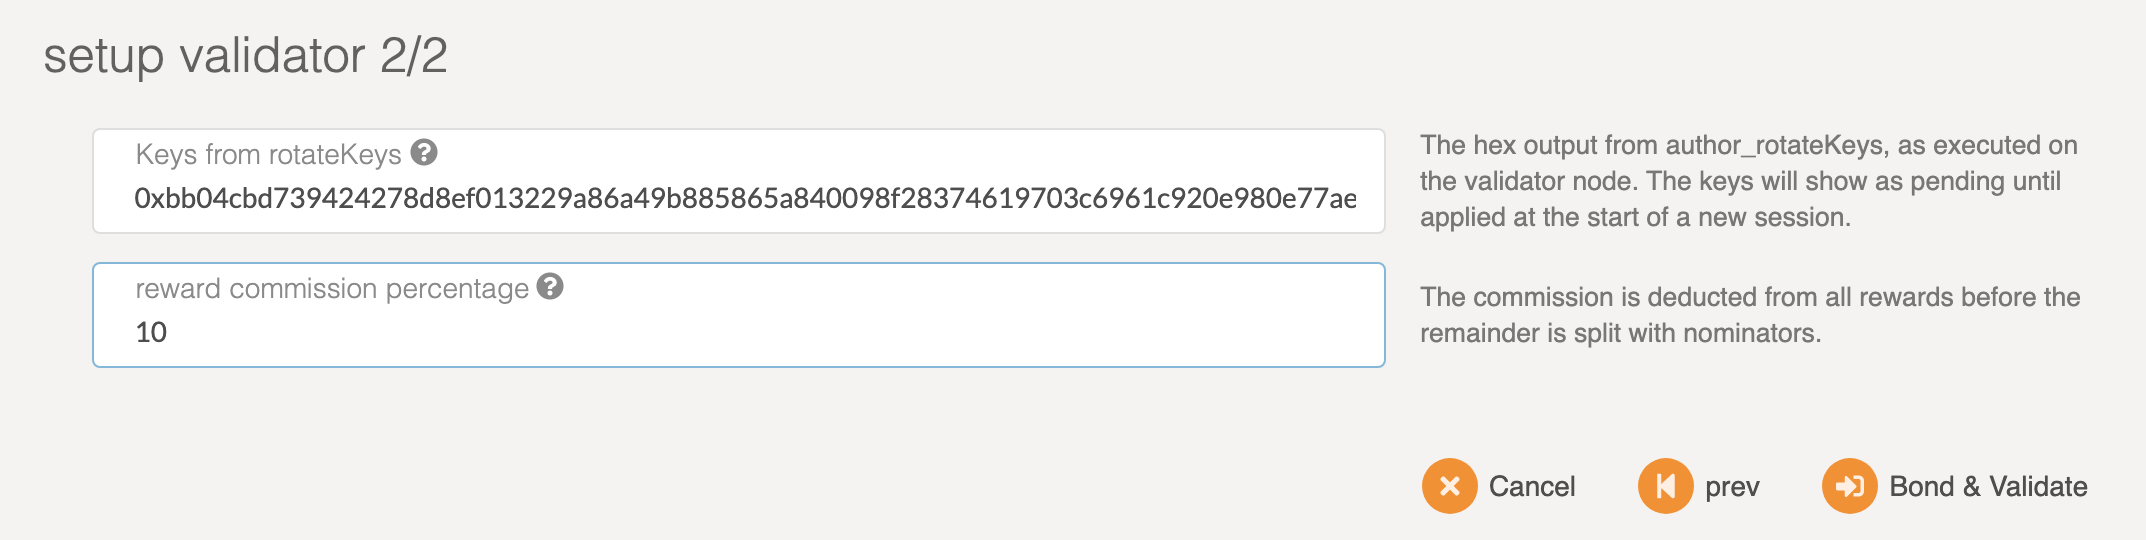 setup validator 2/2
Keys from rotateKeys
0xbb04cbd739424278d8ef013229a86a49b885865a840098f28374619703c6961c920e980e77ae
The hex output from author_rotateKeys, as executed on
the validator node. The keys will show as pending until
applied at the start of a new session.
reward commission percentage
10
The commission is deducted from all rewards before the
remainder is split with nominators.
Cancel
prev
Bond & Validate